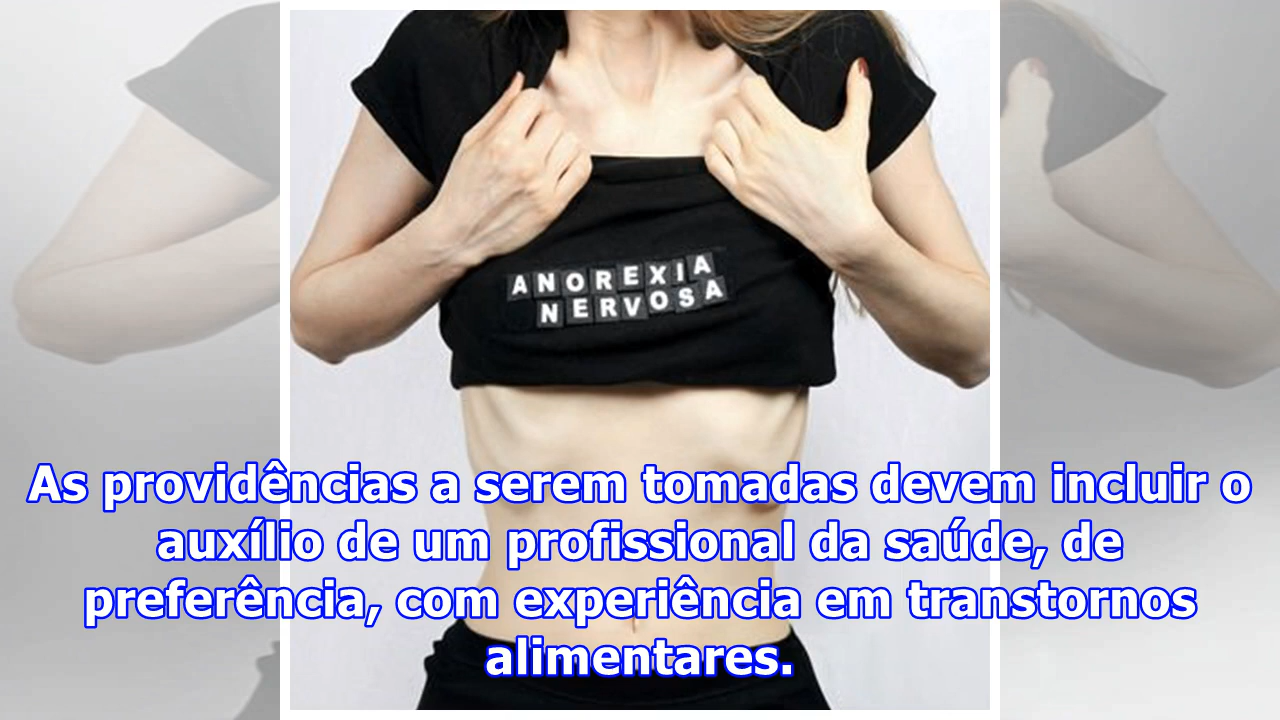 ANOREXIA
NERVOSA
As providências a serem tomadas devem incluir o
auxílio de um profissional da saúde, de
preferência, com experiência em transtornos
alimentares.